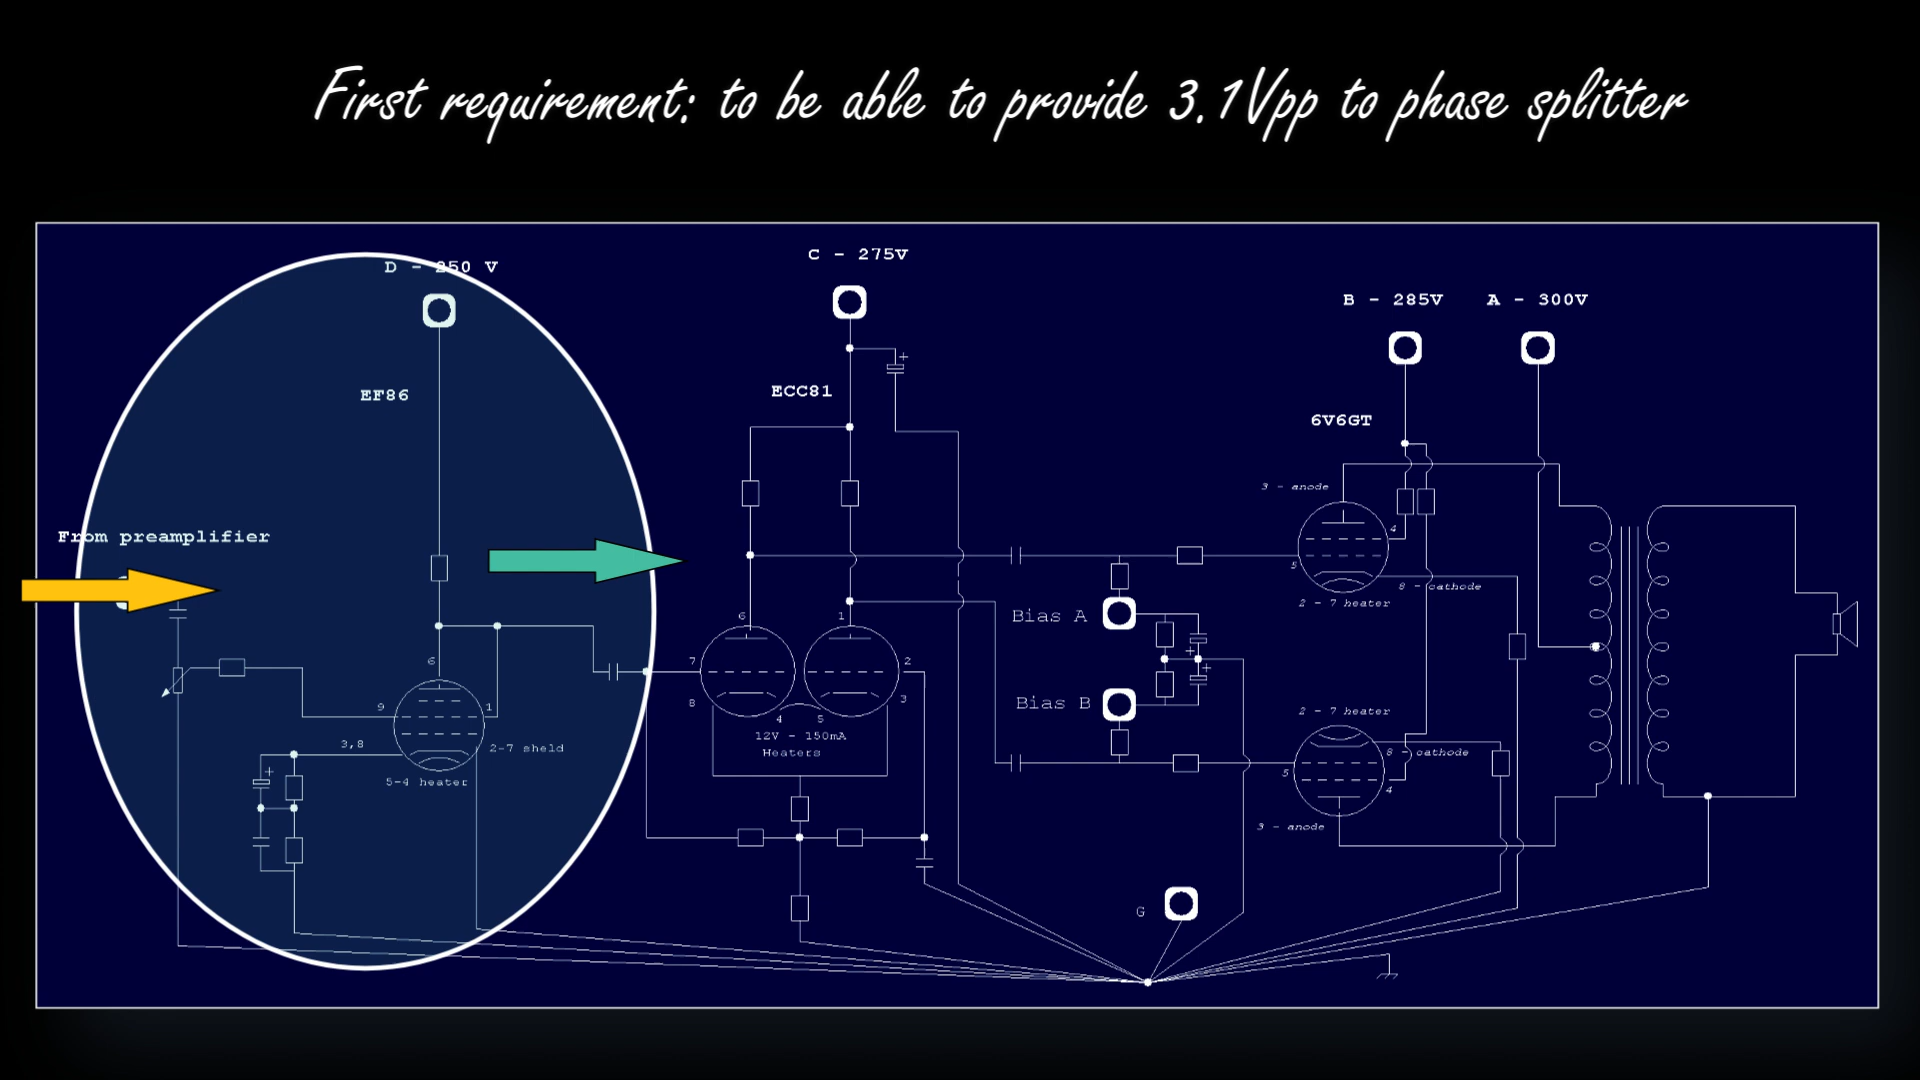 First requirement: to be able to provide 3.1Vpp to phase splitter
D - 250 V
C - 275V
B - 285V
A - 300V
EF86
ECC81
6V6GT
From preamplifier
3 - anode
4
5
8 - cathode
2 - 7 heater
Bias A
6
1
6
7
2
9
1
8
3
3,8
2-7 sheld
4
5
12V - 150mA
Heaters
5-4 heater
Bias B
2 - 7 heater
8 - cathode
5
4
3 - anode
G
+
+
+
+